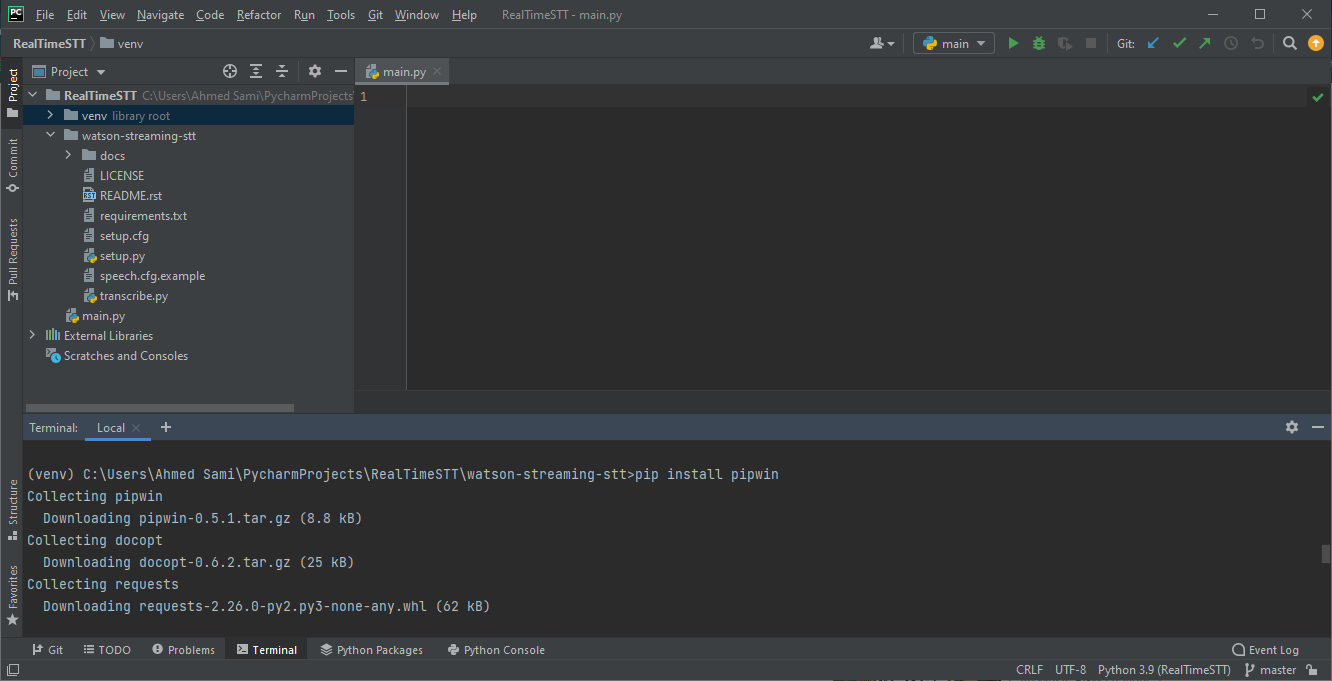 PC File Edit View Navigate Code Refactor Run Tools Git Window Help RealTimeSTT - main.py
RealTimeSTT venv main Git:
Project main.py
RealTimeSTT C:\Users\Ahmed Sami\PycharmProjects
1
venv library root
watson-streaming-stt
docs
LICENSE
RST README.rst
requirements.txt
setup.cfg
setup.py
speech.cfg.example
transcribe.py
main.py
External Libraries
Scratches and Consoles
Project
Commit
Pull Requests
Structure
Favorites
Terminal: Local
(venv) C:\Users\Ahmed Sami\PycharmProjects\RealTimeSTT\watson-streaming-stt>pip install pipwin
Collecting pipwin
Downloading pipwin-0.5.1.tar.gz (8.8 kB)
Collecting docopt
Downloading docopt-0.6.2.tar.gz (25 kB)
Collecting requests
Downloading requests-2.26.0-py2.py3-none-any.whl (62 kB)
Git TODO Problems Terminal Python Packages Python Console Event Log
CRLF UTF-8 Python 3.9 (RealTimeSTT) master